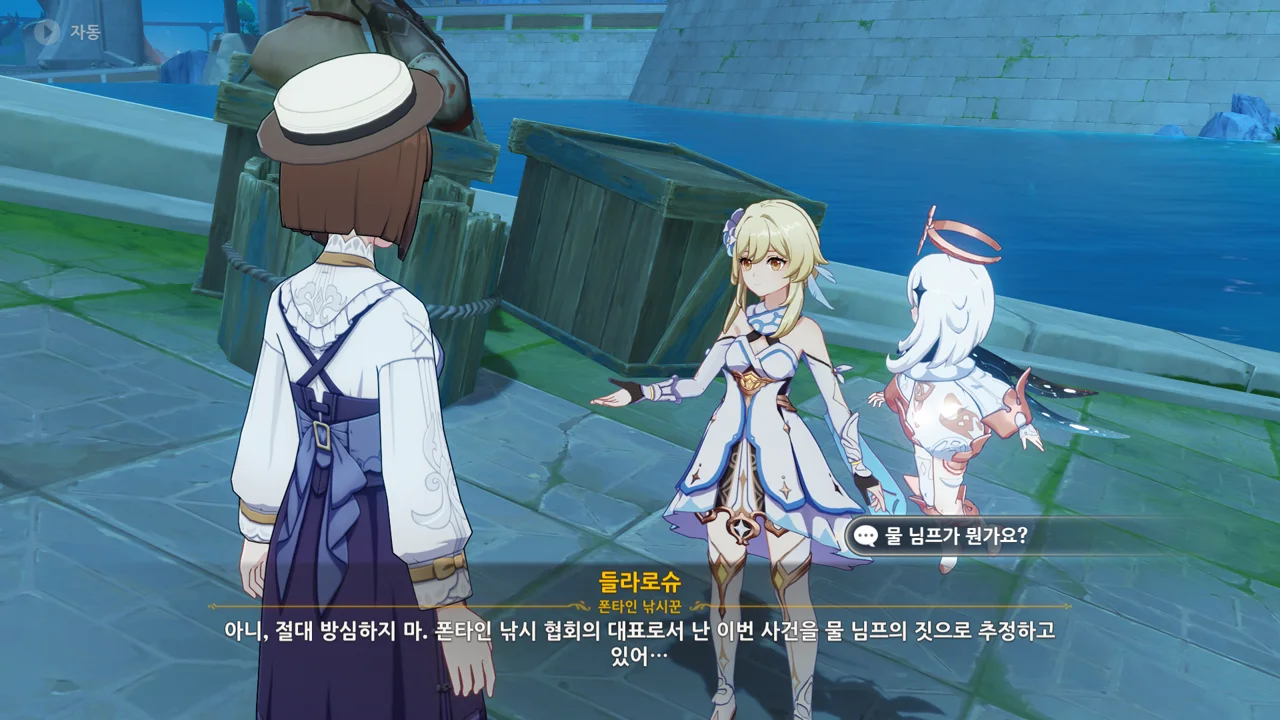 자동
물 님프가 뭔가요?
들라로슈
폰타인 낚시꾼
아니, 절대 방심하지 마. 폰타인 낚시 협회의 대표로서 난 이번 사건을 물 님프의 짓으로 추정하고
있어…